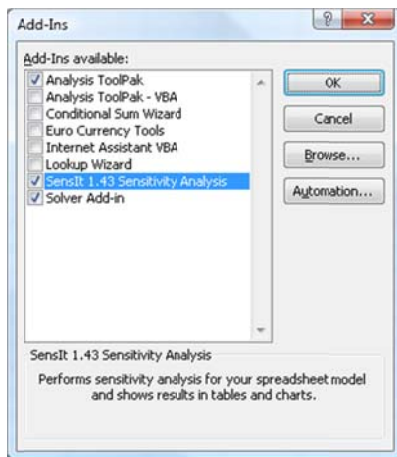 Add-Ins
Add-Ins available:
Analysis ToolPak
Analysis ToolPak - VBA
Conditional Sum Wizard
Euro Currency Tools
Internet Assistant VBA
Lookup Wizard
SensIt 1.43 Sensitivity Analysis
Solver Add-in
OK
Cancel
Browse...
Automation...
SensIt 1.43 Sensitivity Analysis
Performs sensitivity analysis for your spreadsheet model
and shows results in tables and charts.